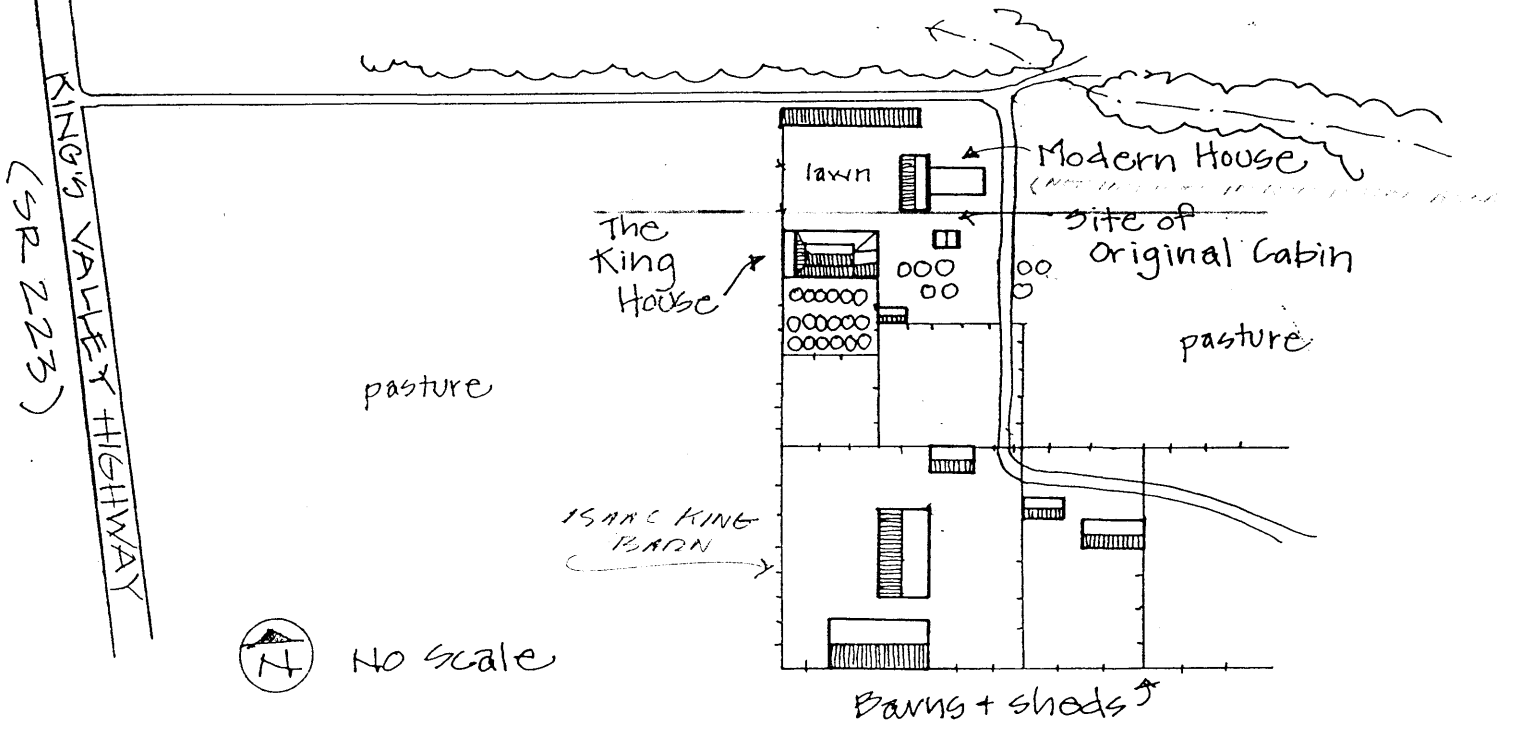 KING'S VALLEY HIGHWAY
(SR 223)
lawn
Modern House
Site of
Original Cabin
The
King
House
pasture
pasture
ISAAC KING
BARN
N
No scale
Barns + sheds